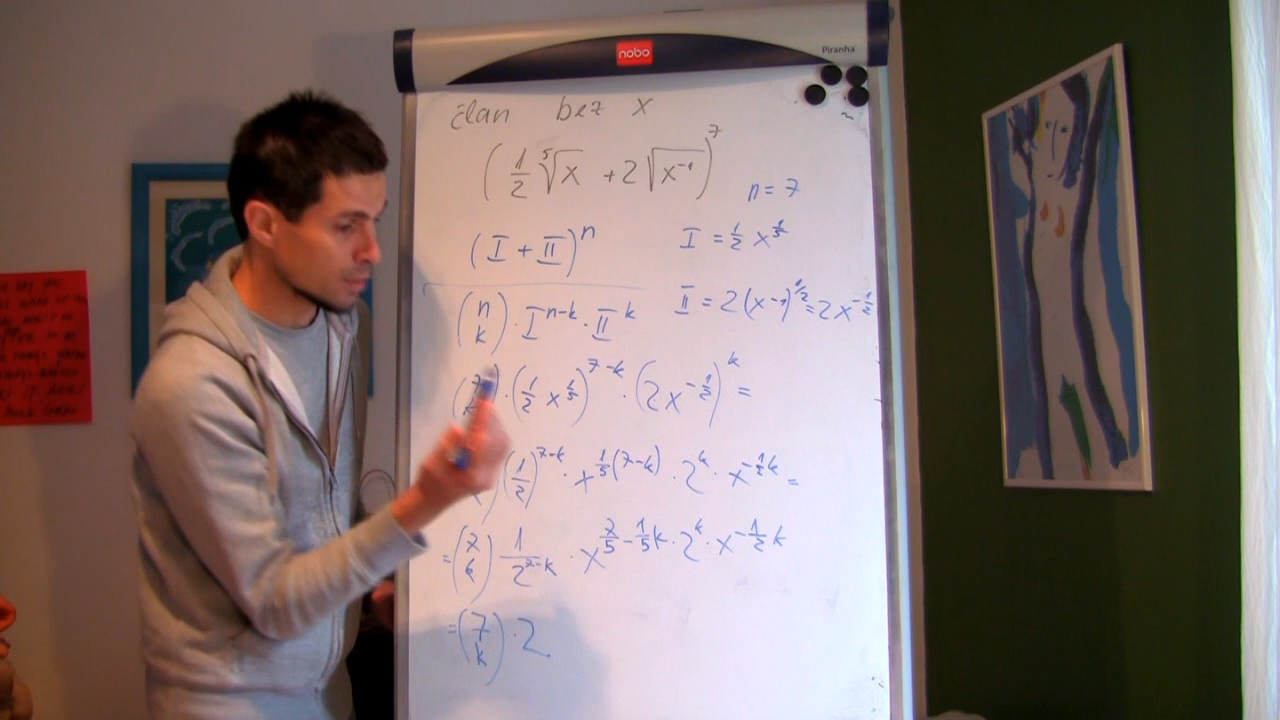 nobo
Piranha
član bez x
(1/2 ⁵√x + 2√x⁻¹)⁷
n = 7
(I + II)ⁿ
I = 1/2 x^(1/5)
(n k) · I^(n-k) · II^k
II = 2(x⁻¹)^(1/2) = 2x^(-1/2)
(7 k) · (1/2 x^(1/5))^(7-k) · (2x^(-1/2))^k =
(1/2)^(7-k) · x^(1/5(7-k)) · 2^k · x^(-1/2 k) =
= (7 k) 1/2^(7-k) · x^(7/5 - 1/5 k) · 2^k · x^(-1/2 k)
= (7 k) · 2